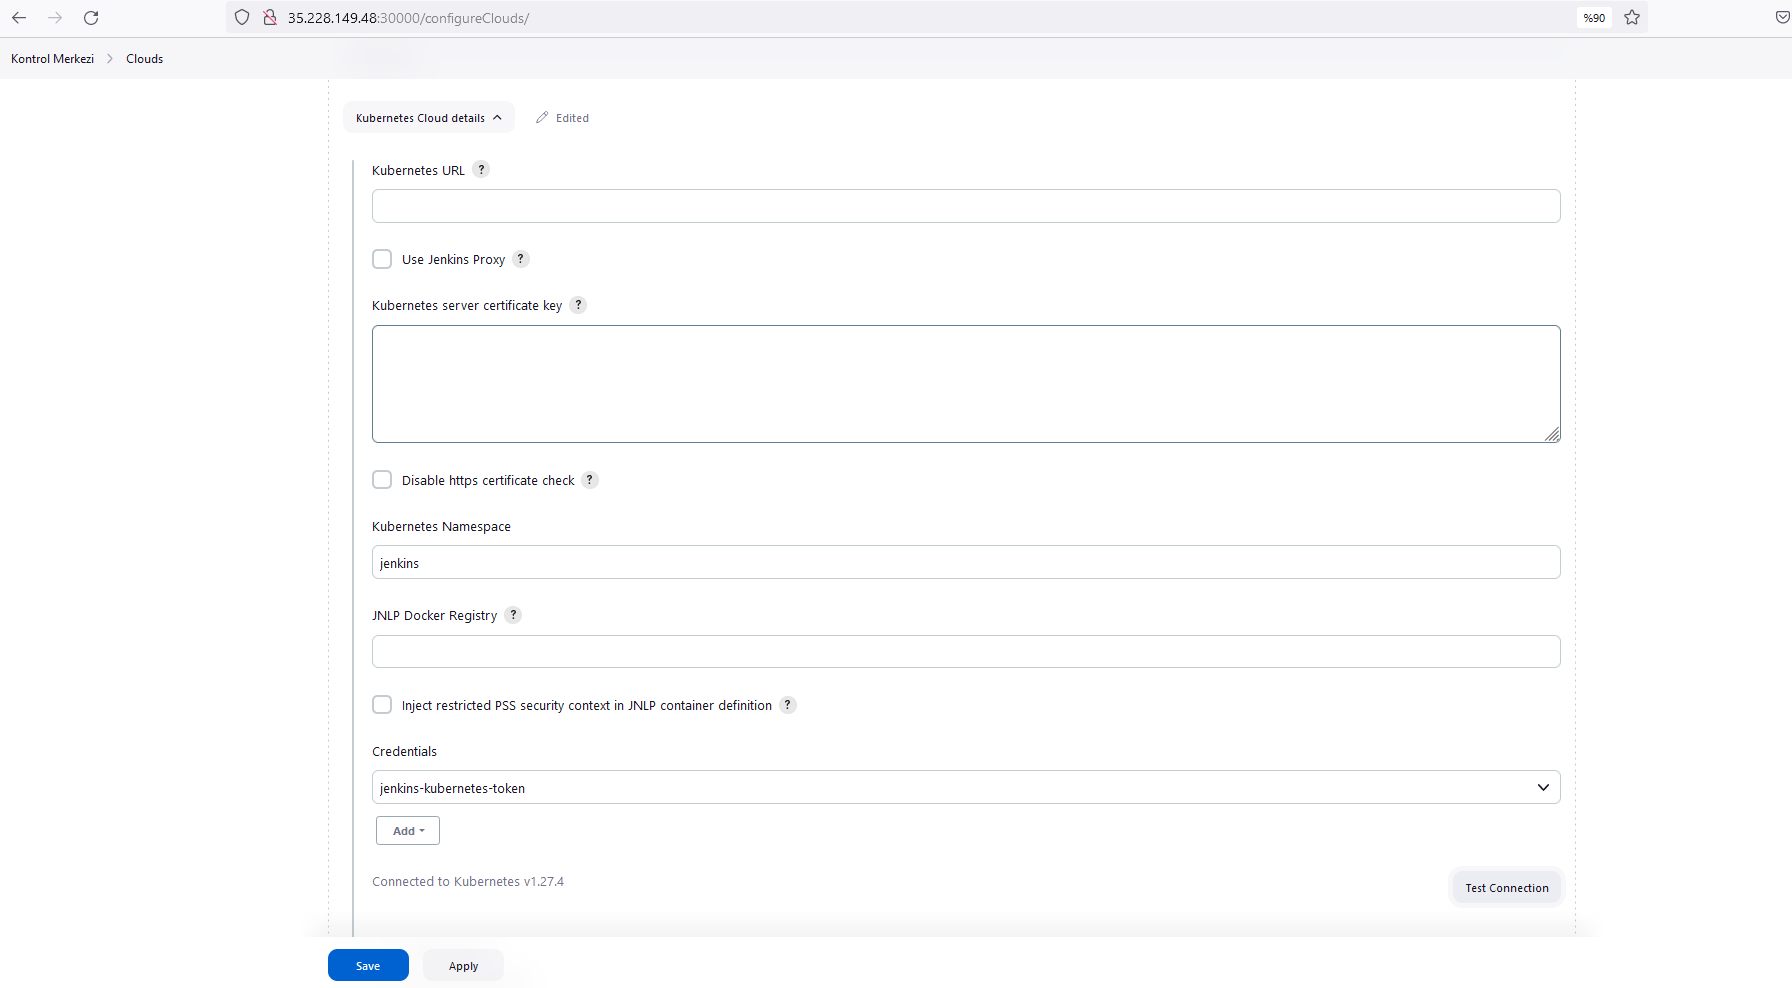 35.228.149.48:30000/configureClouds/
%90
Kontrol Merkezi > Clouds
Kubernetes Cloud details
Edited
Kubernetes URL ?
Use Jenkins Proxy ?
Kubernetes server certificate key ?
Disable https certificate check ?
Kubernetes Namespace
jenkins
JNLP Docker Registry ?
Inject restricted PSS security context in JNLP container definition ?
Credentials
jenkins-kubernetes-token
Add
Connected to Kubernetes v1.27.4
Test Connection
Save
Apply